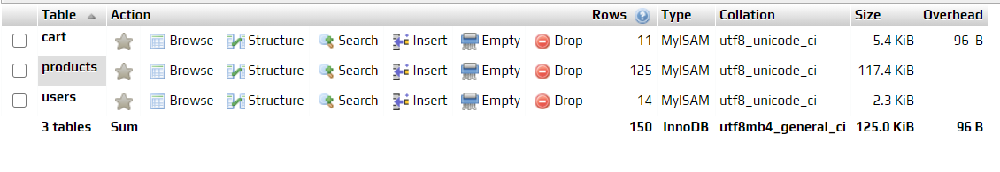 Table Action Rows Type Collation Size Overhead
cart Browse Structure Search Insert Empty Drop 11 MyISAM utf8_unicode_ci 5.4 KiB 96 B
products Browse Structure Search Insert Empty Drop 125 MyISAM utf8_unicode_ci 117.4 KiB -
users Browse Structure Search Insert Empty Drop 14 MyISAM utf8_unicode_ci 2.3 KiB -
3 tables Sum 150 InnoDB utf8mb4_general_ci 125.0 KiB 96 B